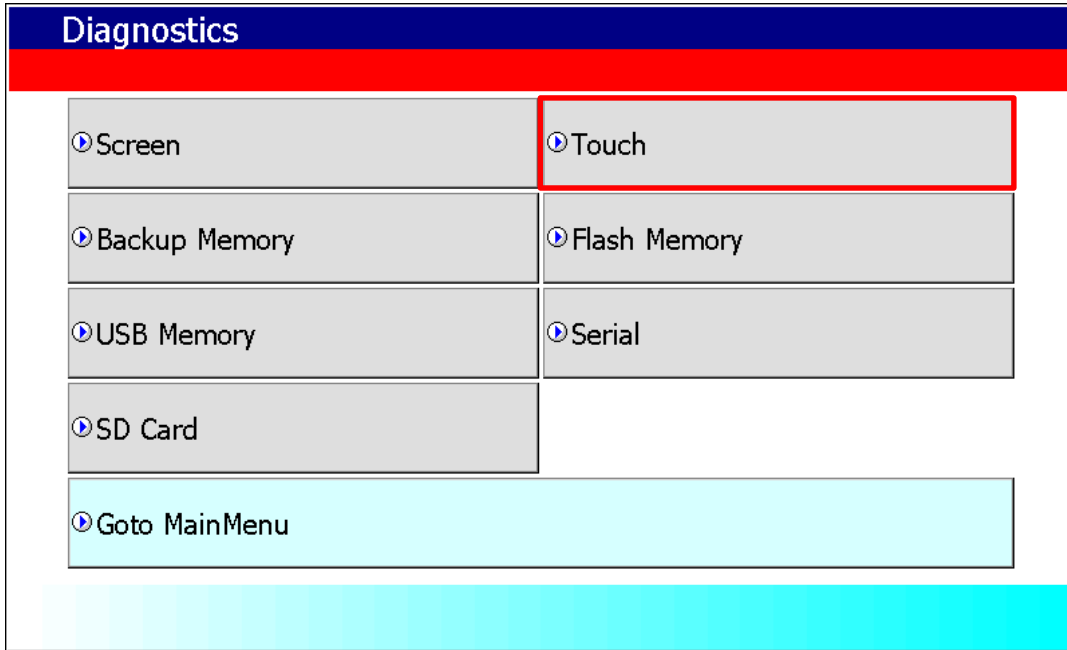 Diagnostics
Screen
Touch
Backup Memory
Flash Memory
USB Memory
Serial
SD Card
Goto MainMenu